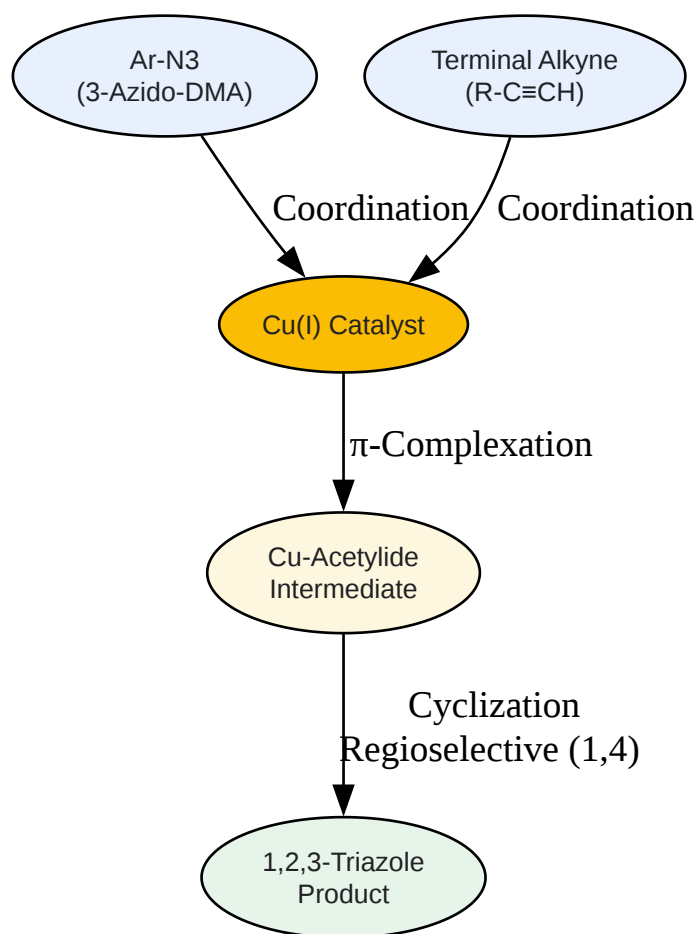 Ar-N3
(3-Azido-DMA)
Terminal Alkyne
(R-C≡CH)
Coordination
Coordination
Cu(I) Catalyst
π-Complexation
Cu-Acetylide
Intermediate
Cyclization
Regioselective (1,4)
1,2,3-Triazole
Product